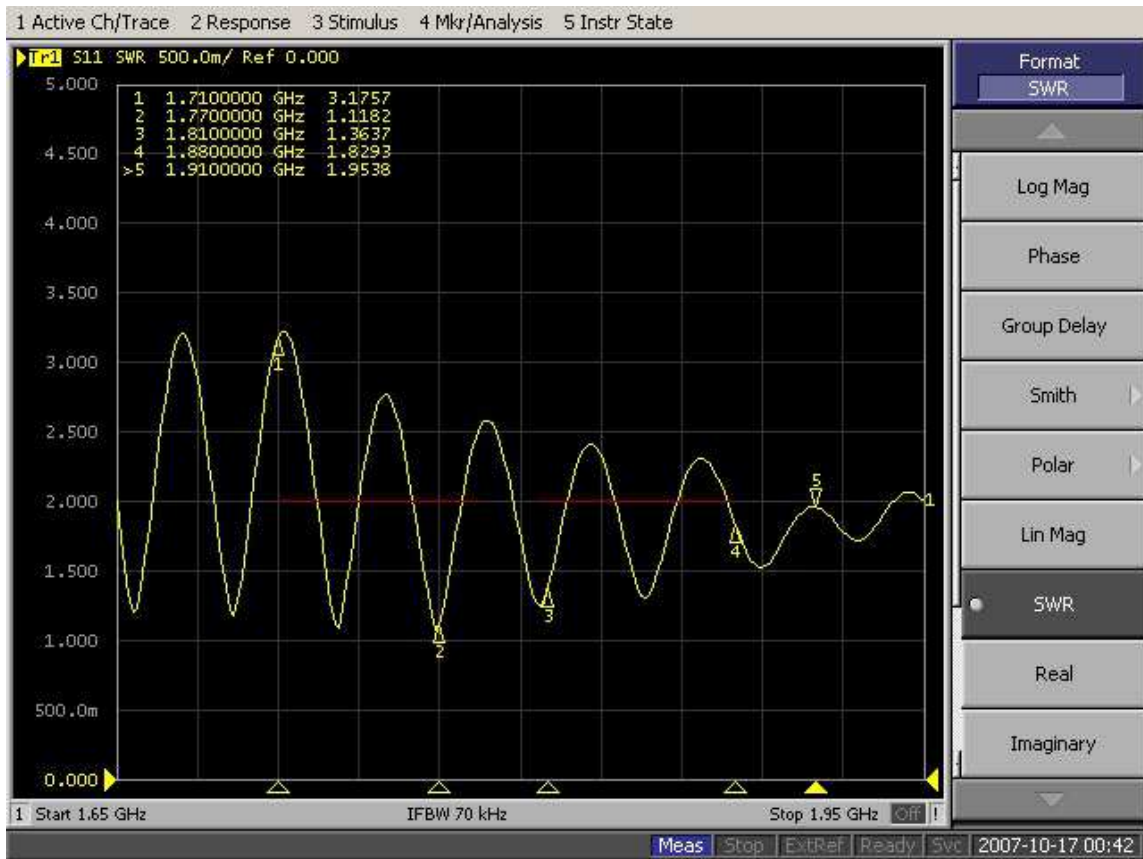 1 Active Ch/Trace 2 Response 3 Stimulus 4 Mkr/Analysis 5 Instr State
Tr1 S11 SWR 500.0m/ Ref 0.000
5.000
4.500
4.000
3.500
3.000
2.500
2.000
1.500
1.000
500.0m
0.000
1 1.7100000 GHz 3.1757
2 1.7700000 GHz 1.1182
3 1.8100000 GHz 1.3637
4 1.8800000 GHz 1.8293
>5 1.9100000 GHz 1.9538
1
2
3
4
5
1
1 Start 1.65 GHz IFBW 70 kHz Stop 1.95 GHz Off !
Format
SWR
Log Mag
Phase
Group Delay
Smith
Polar
Lin Mag
SWR
Real
Imaginary
Meas Stop ExtRef Ready Svc 2007-10-17 00:42